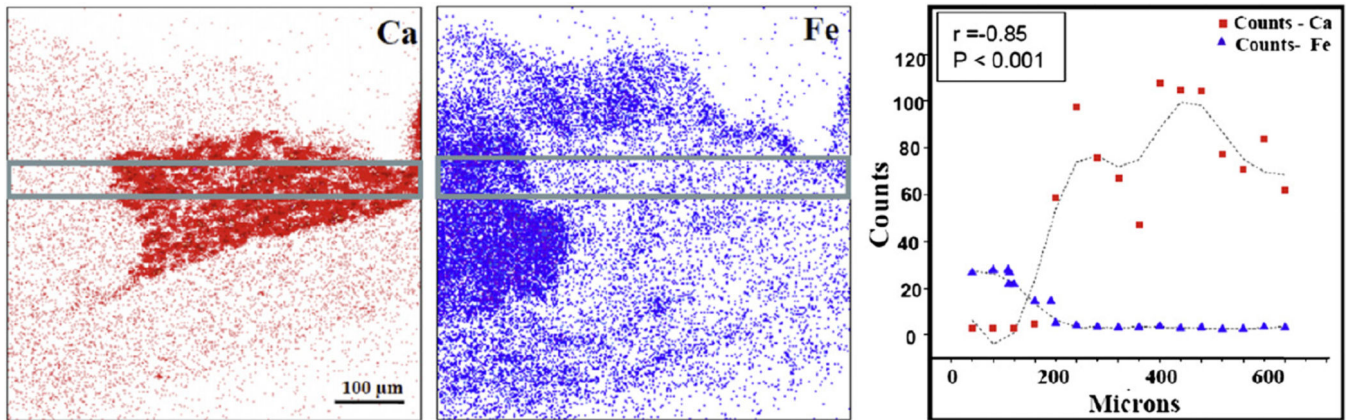 Ca
100 µm
Fe
r =-0.85
P < 0.001
Counts - Ca
Counts- Fe
120
100
80
60
40
20
0
Counts
0 200 400 600
Microns